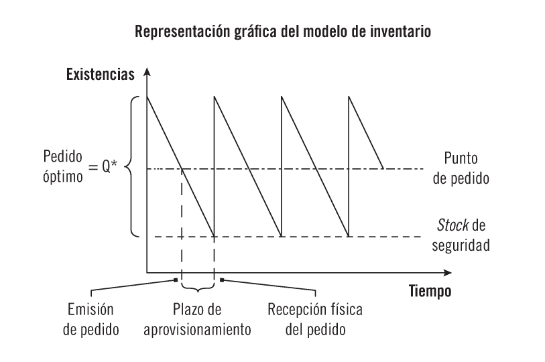 Representación gráfica del modelo de inventario
Existencias
Pedido
óptimo = Q*
Punto
de pedido
Stock de
seguridad
Tiempo
Emisión
de pedido
Plazo de
aprovisionamiento
Recepción física
del pedido